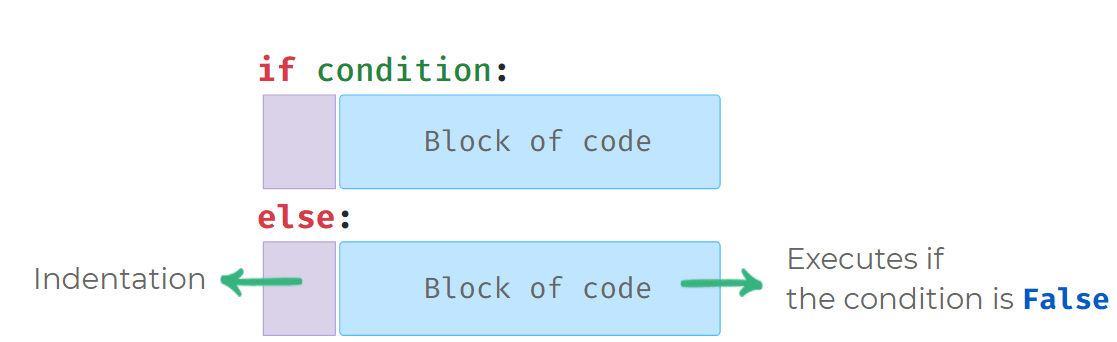 if condition:
Block of code
else:
Indentation
Block of code
Executes if
the condition is False